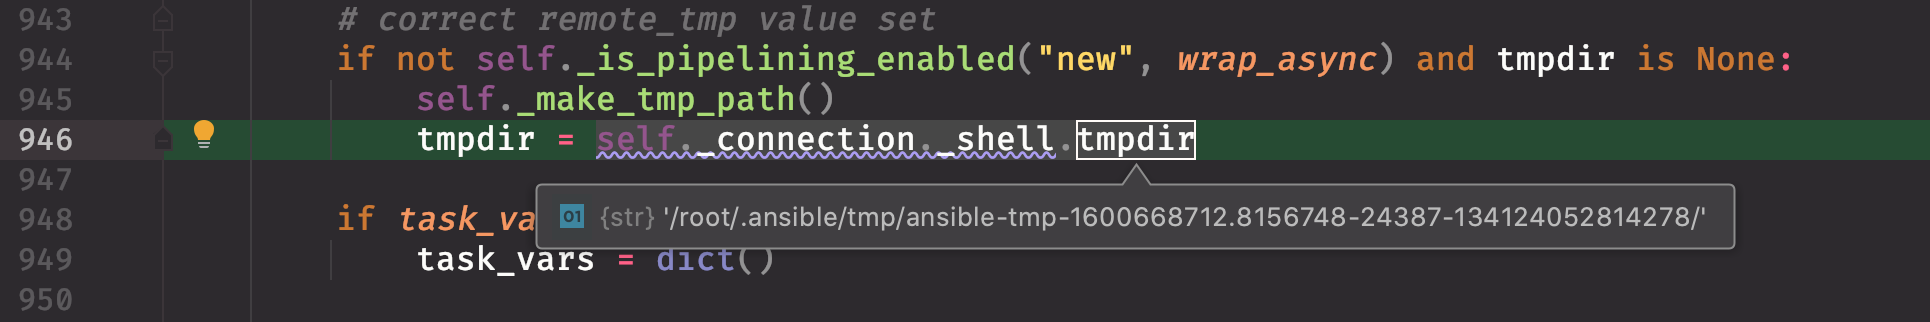 943 # correct remote_tmp value set
944 if not self._is_pipelining_enabled("new", wrap_async) and tmpdir is None:
945 self._make_tmp_path()
946 tmpdir = self._connection._shell.tmpdir
947
01 {str} '/root/.ansible/tmp/ansible-tmp-1600668712.8156748-24387-134124052814278/'
948 if task_va
949 task_vars = dict()
950